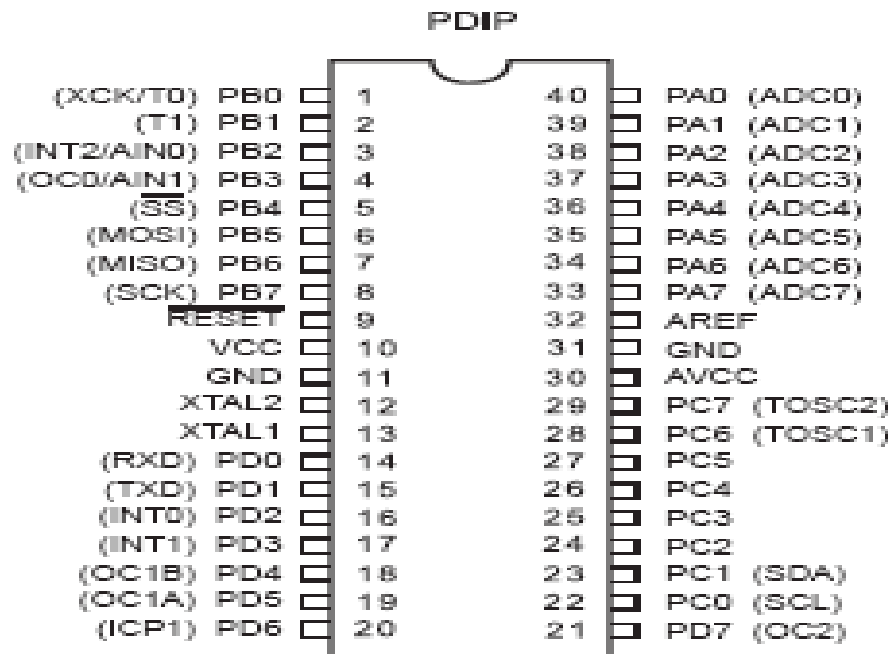 PDIP
(XCK/T0) PB0 1 40 PA0 (ADC0)
(T1) PB1 2 39 PA1 (ADC1)
(INT2/AIN0) PB2 3 38 PA2 (ADC2)
(OC0/AIN1) PB3 4 37 PA3 (ADC3)
(SS) PB4 5 36 PA4 (ADC4)
(MOSI) PB5 6 35 PA5 (ADC5)
(MISO) PB6 7 34 PA6 (ADC6)
(SCK) PB7 8 33 PA7 (ADC7)
RESET 9 32 AREF
VCC 10 31 GND
GND 11 30 AVCC
XTAL2 12 29 PC7 (TOSC2)
XTAL1 13 28 PC6 (TOSC1)
(RXD) PD0 14 27 PC5
(TXD) PD1 15 26 PC4
(INT0) PD2 16 25 PC3
(INT1) PD3 17 24 PC2
(OC1B) PD4 18 23 PC1 (SDA)
(OC1A) PD5 19 22 PC0 (SCL)
(ICP1) PD6 20 21 PD7 (OC2)